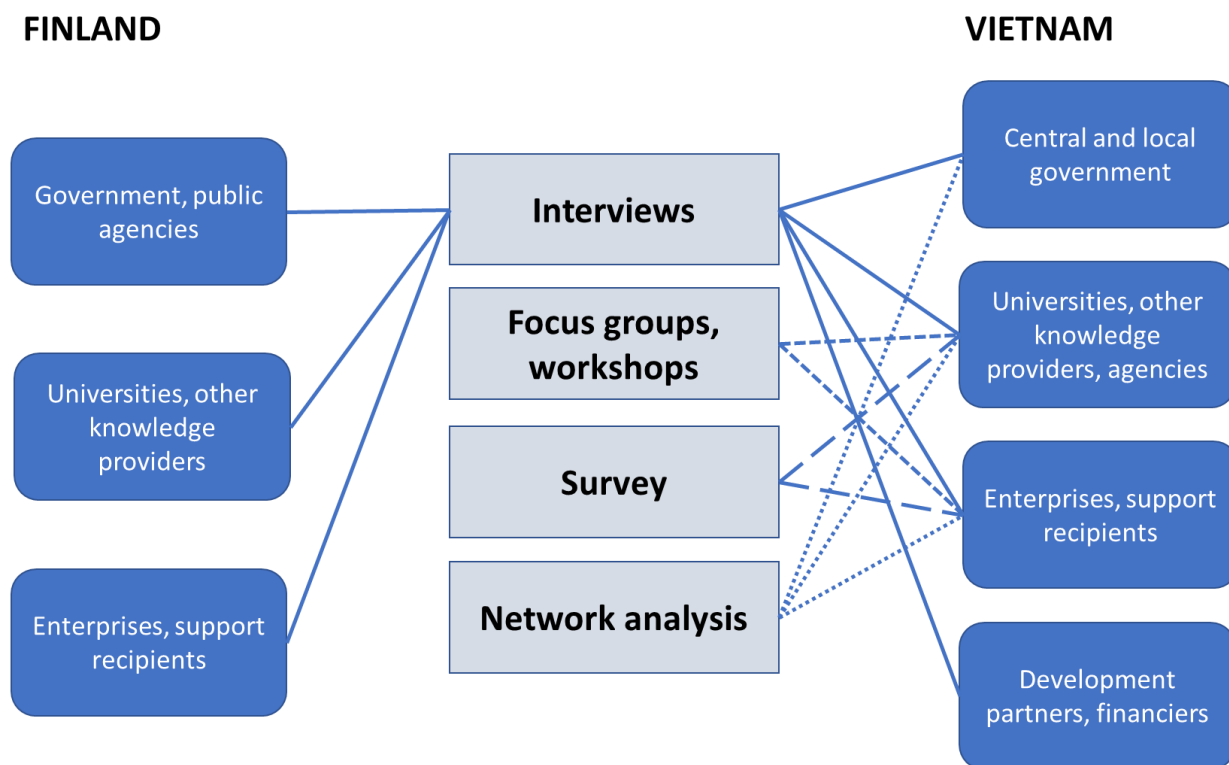 FINLAND
VIETNAM
Government, public
agencies
Universities, other
knowledge
providers
Enterprises, support
recipients
Interviews
Focus groups,
workshops
Survey
Network analysis
Central and local
government
Universities, other
knowledge
providers, agencies
Enterprises, support
recipients
Development
partners, financiers